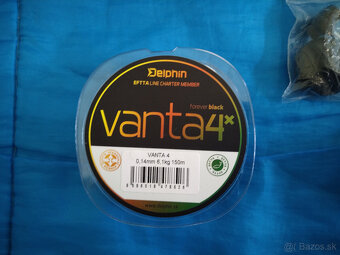 Delphin
EFTTA LINE CHARTER MEMBER
forever black
vanta4x
VANTA 4
0,14mm 6,1kg 150m
www.delphin.sk
Bazos.sk